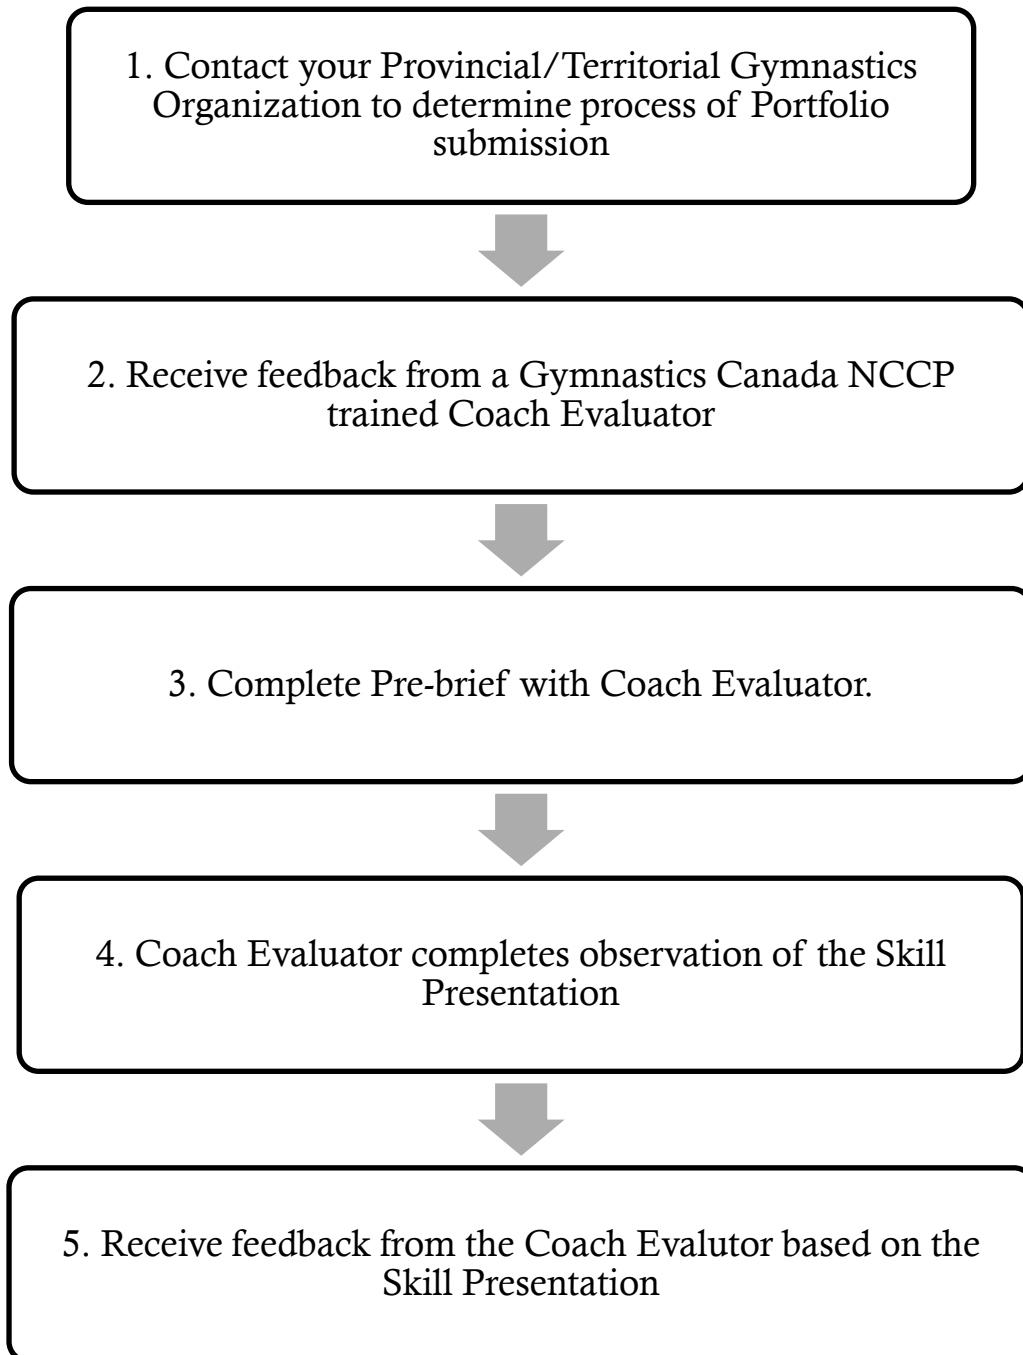 1. Contact your Provincial/Territorial Gymnastics
Organization to determine process of Portfolio
submission
2. Receive feedback from a Gymnastics Canada NCCP
trained Coach Evaluator
3. Complete Pre-brief with Coach Evaluator.
4. Coach Evaluator completes observation of the Skill
Presentation
5. Receive feedback from the Coach Evalutor based on the
Skill Presentation